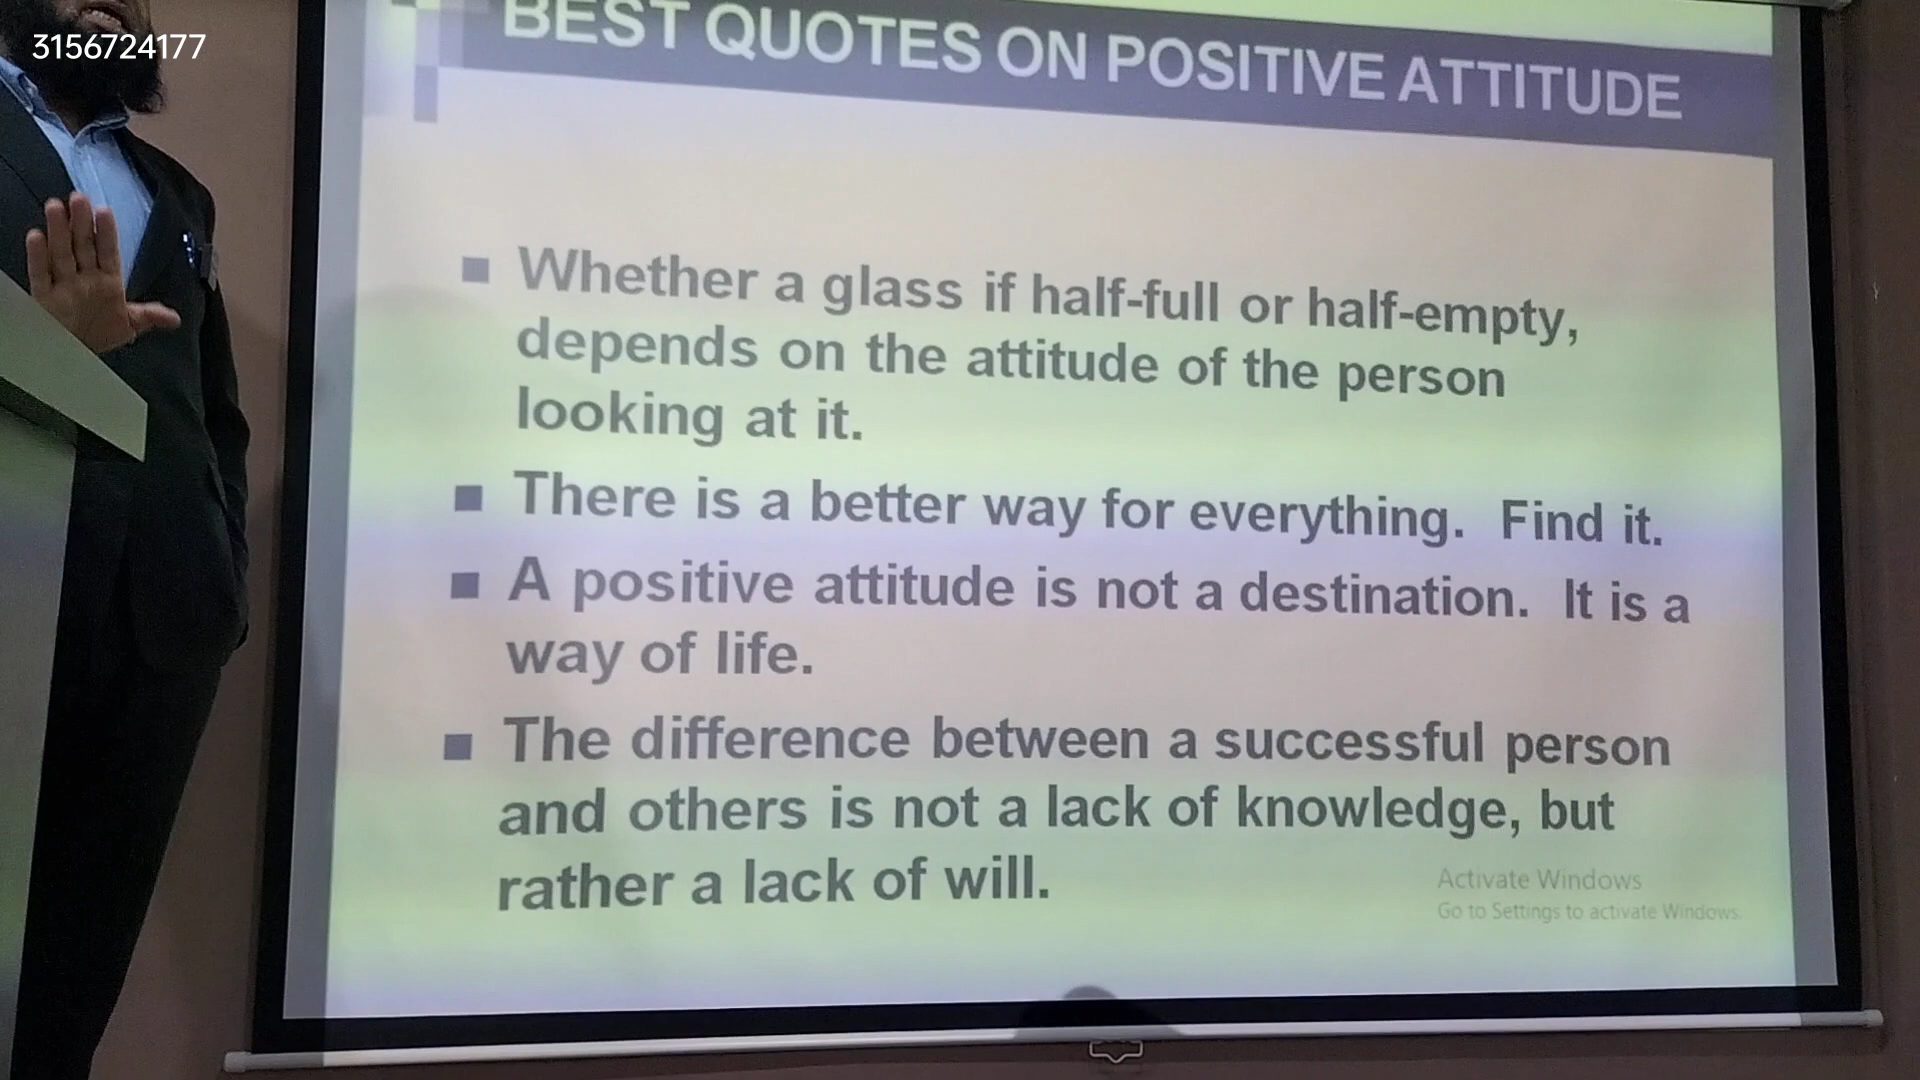 3156724177
BEST QUOTES ON POSITIVE ATTITUDE
Whether a glass if half-full or half-empty,
depends on the attitude of the person
looking at it.
There is a better way for everything. Find it.
A positive attitude is not a destination. It is a
way of life.
The difference between a successful person
and others is not a lack of knowledge, but
rather a lack of will.
Activate Windows
Go to Settings to activate Windows.